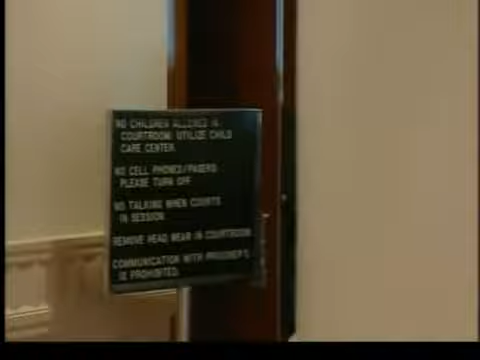 NO CHILDREN ALLOWED IN
COURTROOM. UTILIZE CHILD
CARE CENTER
NO CELL PHONES/PAGERS
PLEASE TURN OFF
NO TALKING WHEN COURTS
IN SESSION
REMOVE HEAD WEAR IN COURTROOM
COMMUNICATION WITH PRISONER'S
IS PROHIBITED.